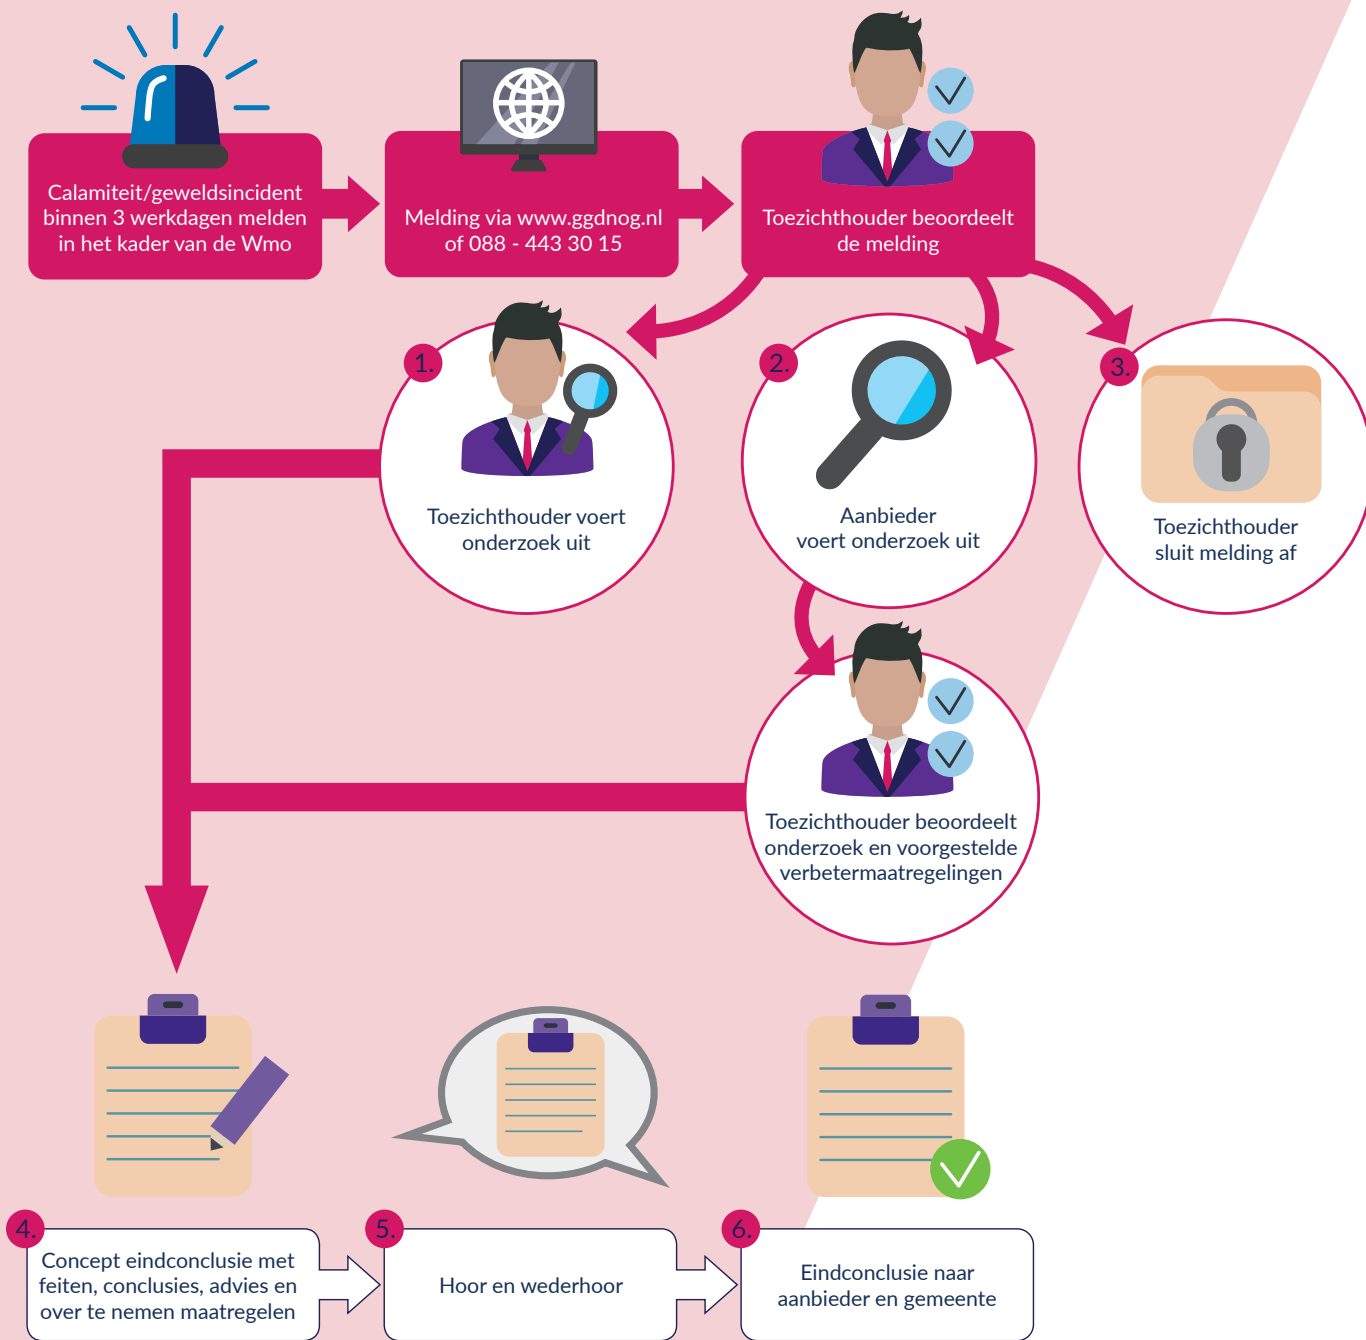 Calamiteit/geweldsincident
binnen 3 werkdagen melden
in het kader van de Wmo
Melding via www.ggdnog.nl
of 088 - 443 30 15
Toezichthouder beoordeelt
de melding
1.
Toezichthouder voert
onderzoek uit
2.
Aanbieder
voert onderzoek uit
3.
Toezichthouder
sluit melding af
Toezichthouder beoordeelt
onderzoek en voorgestelde
verbetermaatregelingen
4.
Concept eindconclusie met
feiten, conclusies, advies en
over te nemen maatregelen
5.
Hoor en wederhoor
6.
Eindconclusie naar
aanbieder en gemeente